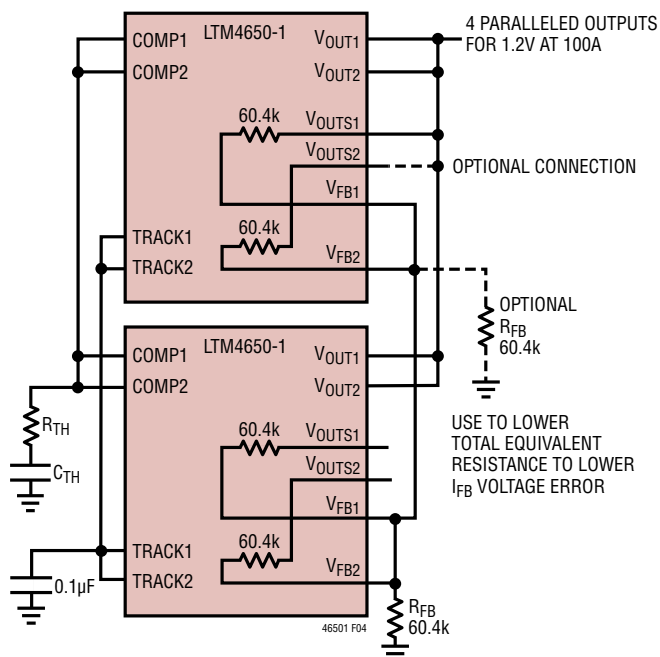 4 PARALLELED OUTPUTS
FOR 1.2V AT 100A
LTM4650-1
COMP1
COMP2
VOUT1
VOUT2
60.4k
VOUTS1
VOUTS2
OPTIONAL CONNECTION
VFB1
60.4k
TRACK1
TRACK2
VFB2
OPTIONAL
RFB
60.4k
LTM4650-1
COMP1
COMP2
VOUT1
VOUT2
RTH
CTH
60.4k
VOUTS1
VOUTS2
USE TO LOWER
TOTAL EQUIVALENT
RESISTANCE TO LOWER
IFB VOLTAGE ERROR
VFB1
60.4k
TRACK1
TRACK2
VFB2
0.1µF
RFB
60.4k
46501 F04